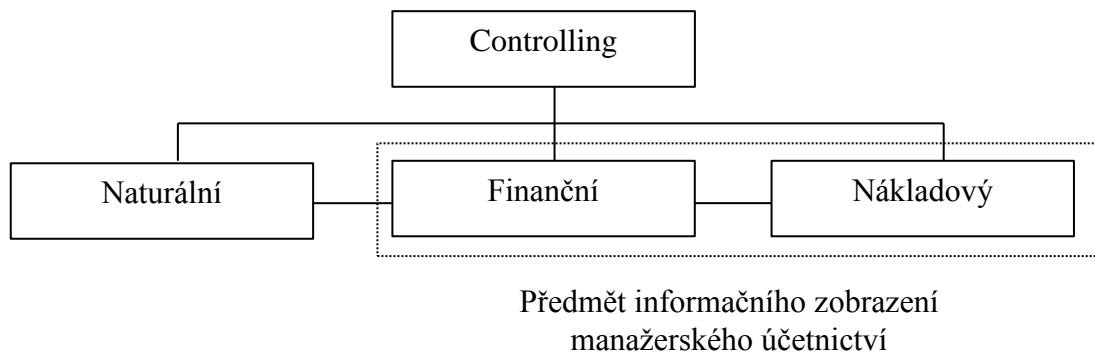 Controlling
Naturální
Finanční
Nákladový
Předmět informačního zobrazení
manažerského účetnictví